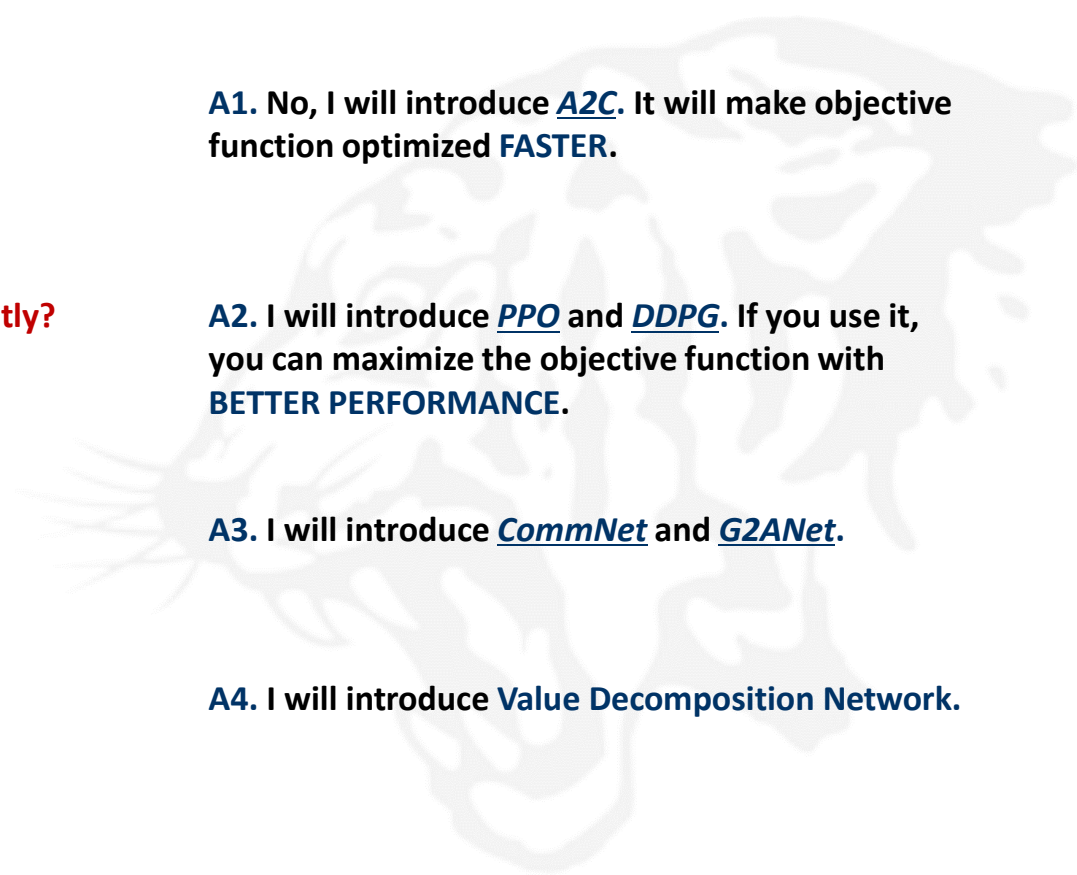 A1. No, I will introduce A2C. It will make objective
function optimized FASTER.
tly?
A2. I will introduce PPO and DDPG. If you use it,
you can maximize the objective function with
BETTER PERFORMANCE.
A3. I will introduce CommNet and G2ANet.
A4. I will introduce Value Decomposition Network.